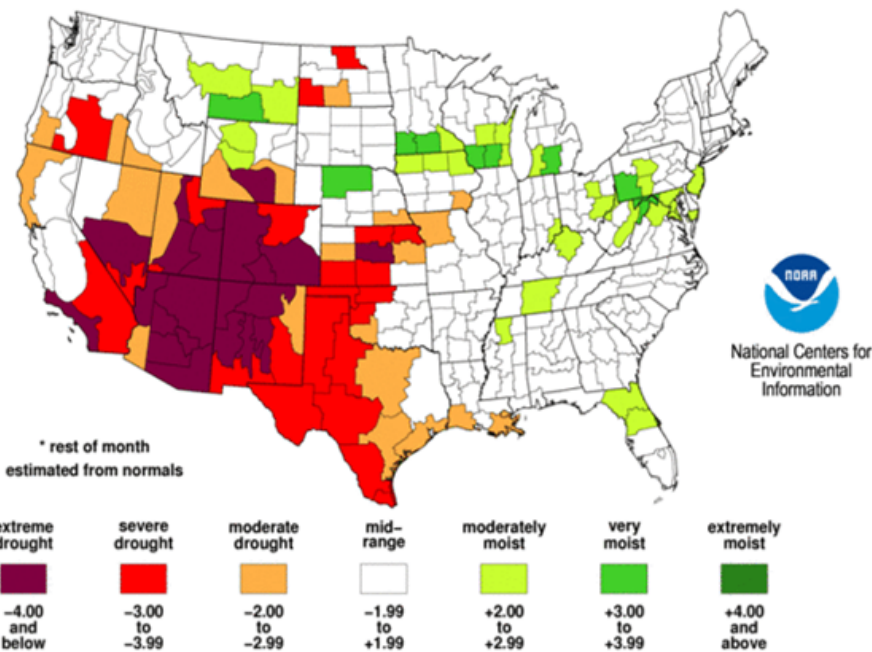 NOAA
National Centers for
Environmental
Information
* rest of month
estimated from normals
extreme
drought
severe
drought
moderate
drought
mid–
range
moderately
moist
very
moist
extremely
moist
−4.00
and
below
−3.00
to
−3.99
−2.00
to
−2.99
−1.99
to
+1.99
+2.00
to
+2.99
+3.00
to
+3.99
+4.00
and
above